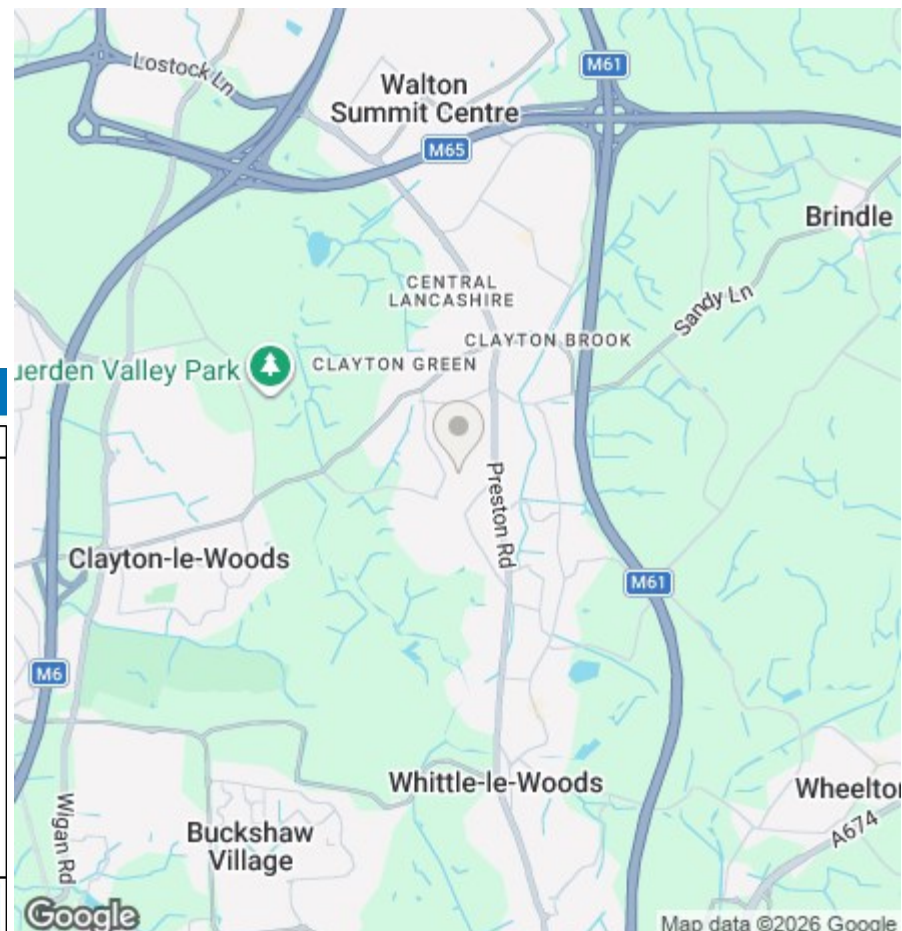 Lostock Ln
Walton
Summit Centre
M61
M65
Brindle
CENTRAL
LANCASHIRE
Sandy Ln
CLAYTON BROOK
uerden Valley Park
CLAYTON GREEN
Preston Rd
Clayton-le-Woods
M61
M6
Whittle-le-Woods
Wheelton
A674
Wigan Rd
Buckshaw
Village
Google
Map data ©2026 Google